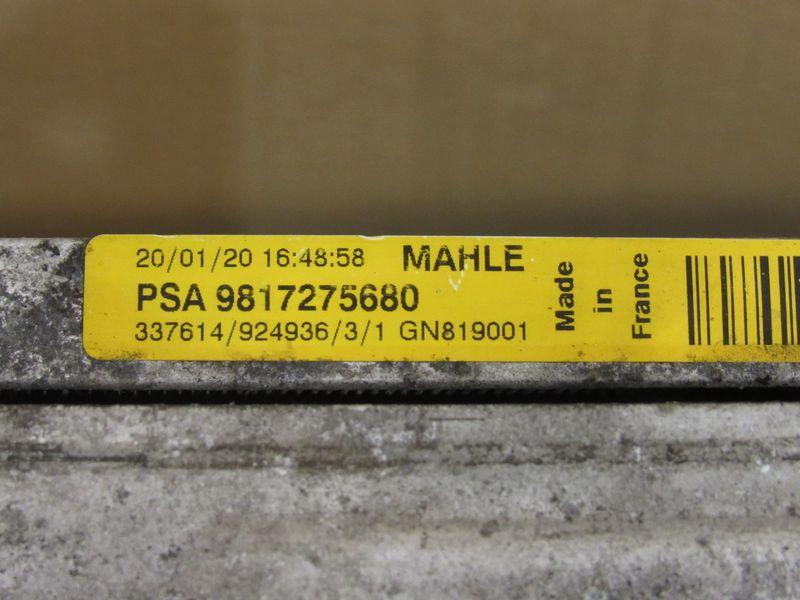 20/01/20 16:48:58 MAHLE
PSA 9817275680
337614/924936/3/1 GN819001
Made
in
France